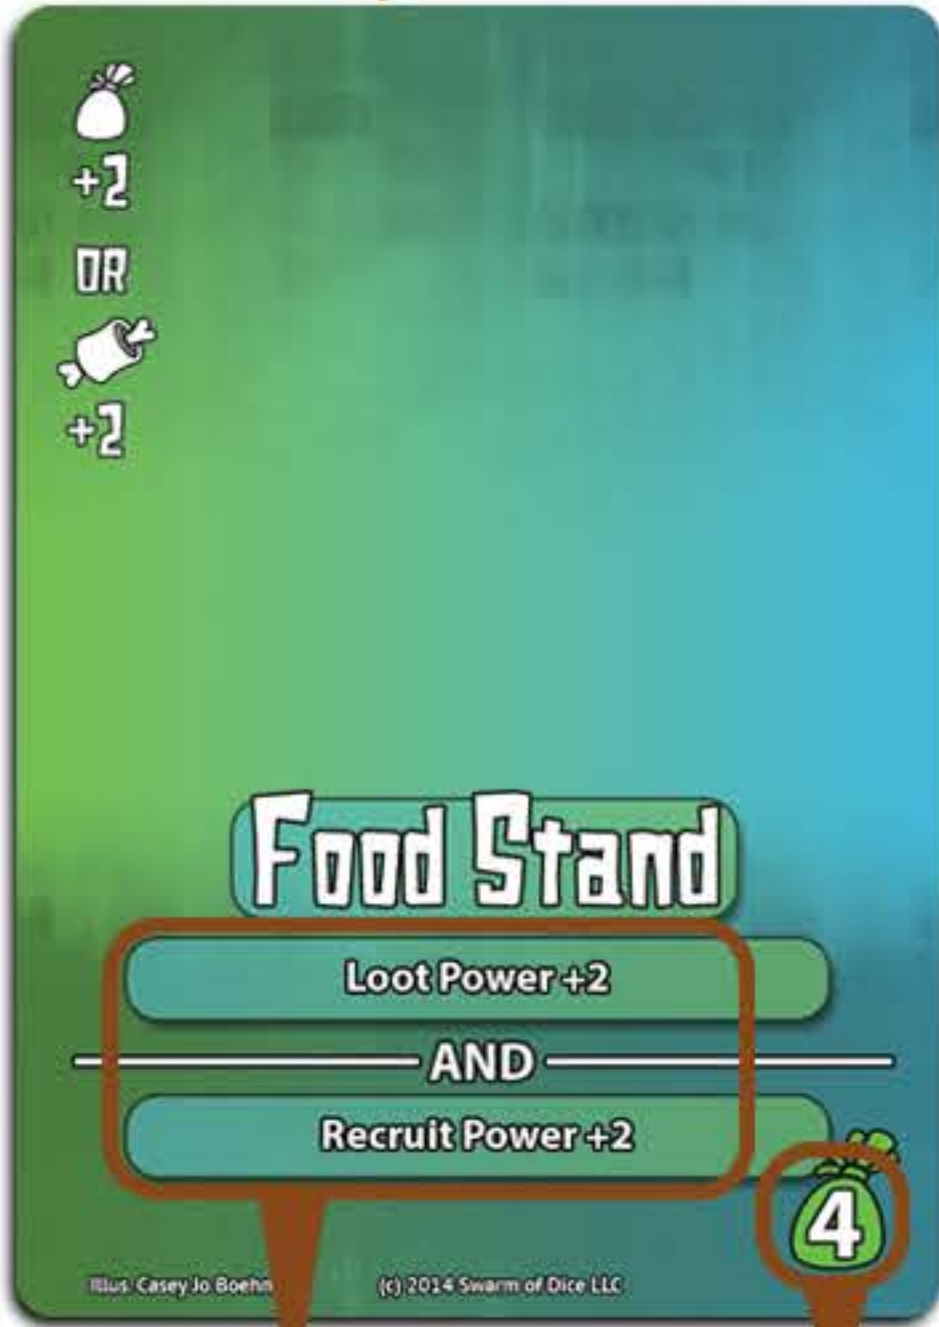 +2
OR
+2
Food Stand
Loot Power +2
AND
Recruit Power +2
4
Illus. Casey Jo Boehn
(c) 2014 Swarm of Dice LLC